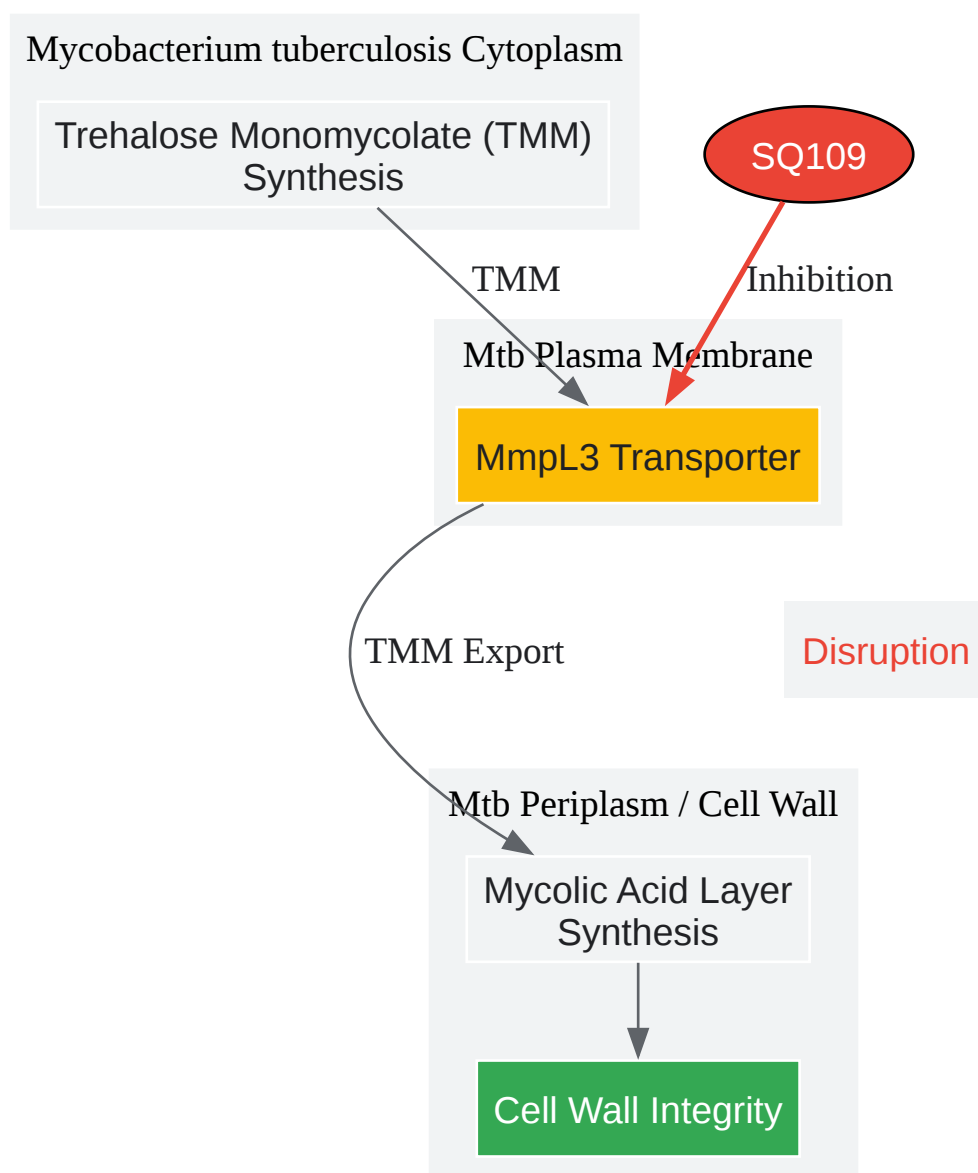 Mycobacterium tuberculosis Cytoplasm
Trehalose Monomycolate (TMM)
Synthesis
SQ109
TMM
Inhibition
Mtb Plasma Membrane
MmpL3 Transporter
TMM Export
Disruption
Mtb Periplasm / Cell Wall
Mycolic Acid Layer
Synthesis
Cell Wall Integrity